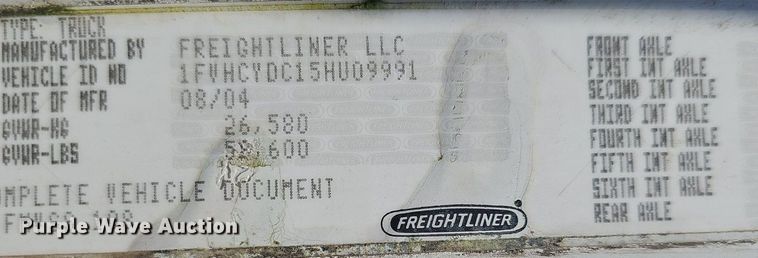 TYPE: TRUCK
MANUFACTURED BY FREIGHTLINER LLC
VEHICLE ID NO 1FVHCYDC15HU09991
DATE OF MFR 08/04
GVWR-KG 26,580
GVWR-LBS 58,600
OMPLETE VEHICLE DOCUMENT
FREIGHTLINER
FRONT AXLE
FIRST INT AXLE
SECOND INT AXLE
THIRD INT AXLE
FOURTH INT AXLE
FIFTH INT AXLE
SIXTH INT AXLE
REAR AXLE
Purple Wave Auction